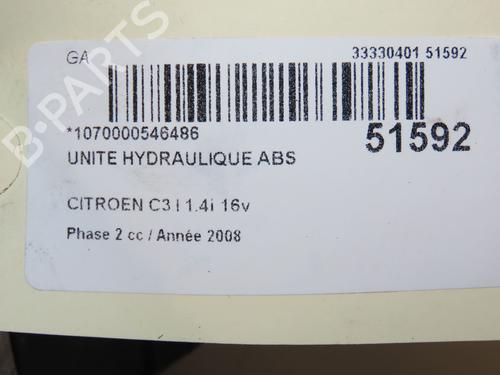 GA
33330401 51592
*1070000546486
51592
UNITE HYDRAULIQUE ABS
CITROEN C3 I 1.4i 16v
Phase 2 cc / Année 2008
B-PARTS